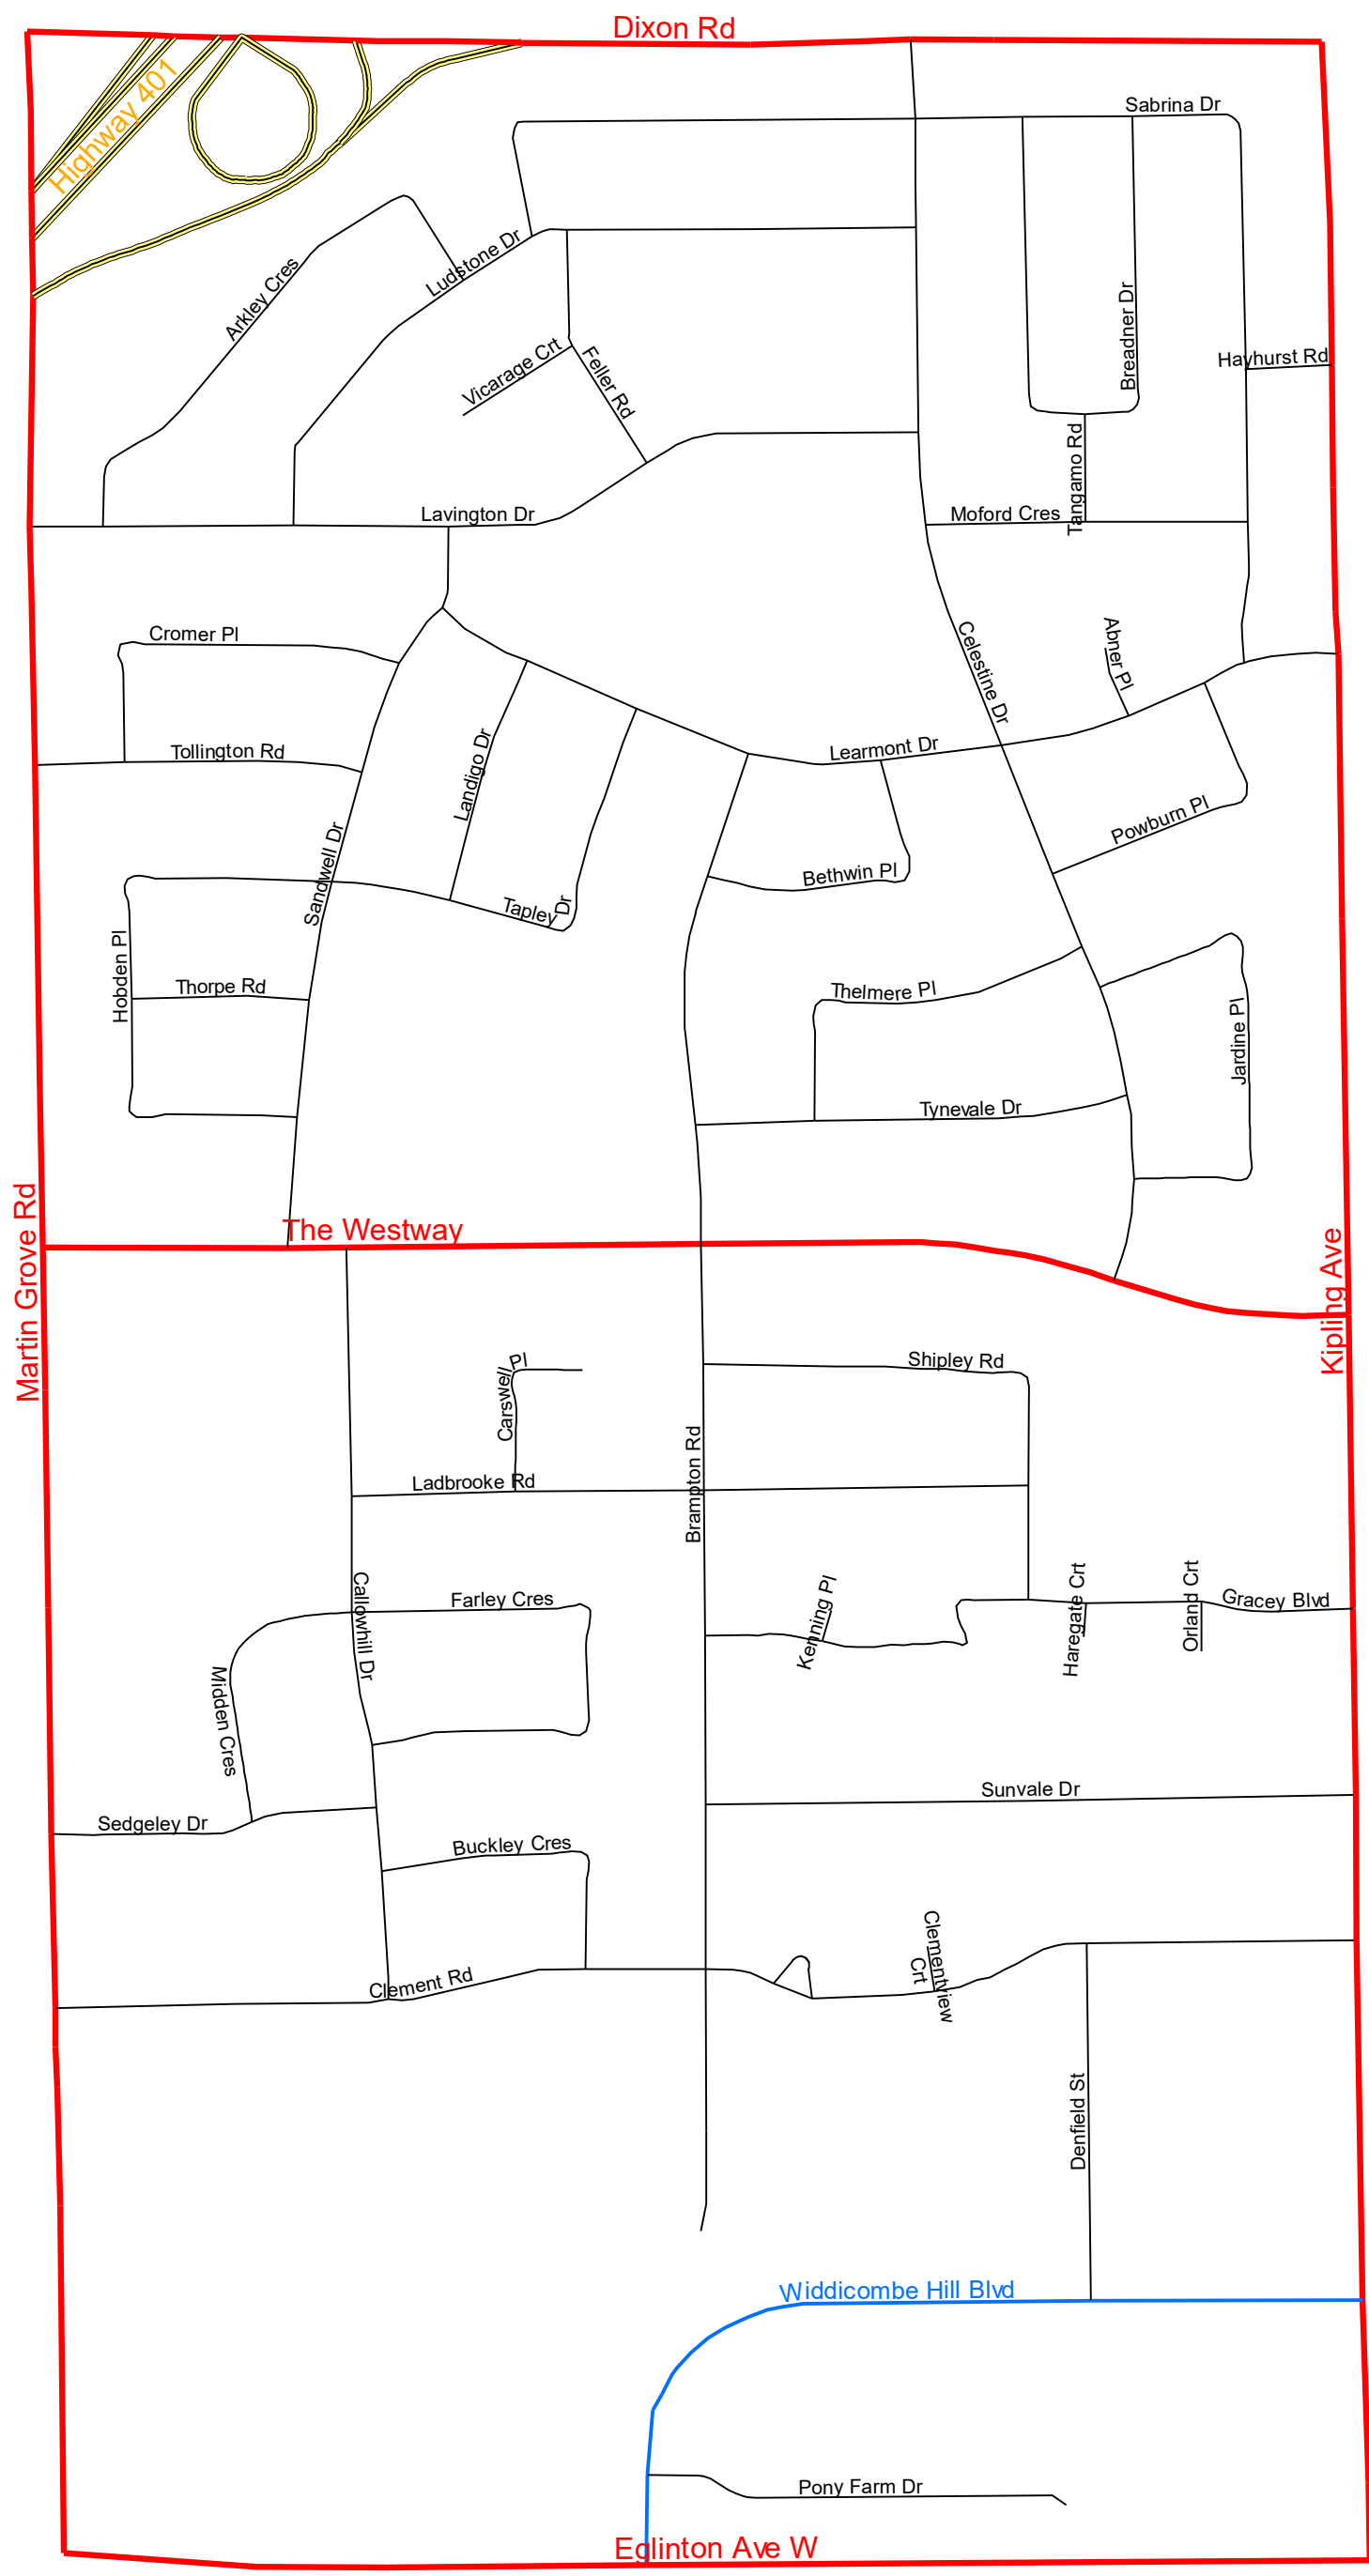 Dixon Rd
Highway 401
Sabrina Dr
Ludstone Dr
Arkley Cres
Breadner Dr
Vicarage Crt
Feller Rd
Hayhurst Rd
Tangamo Rd
Lavington Dr
Moford Cres
Cromer Pl
Celestine Dr
Abner Pl
Tollington Rd
Landigo Dr
Learmont Dr
Powburn Pl
Sandwell Dr
Bethwin Pl
Tapley Dr
Hobden Pl
Thorpe Rd
Thelmere Pl
Jardine Pl
Tynevale Dr
Martin Grove Rd
The Westway
Kipling Ave
Carswell Pl
Shipley Rd
Ladbrooke Rd
Brampton Rd
Callowhill Dr
Farley Cres
Kenning Pl
Haregate Crt
Orland Crt
Gracey Blvd
Midden Cres
Sunvale Dr
Sedgeley Dr
Buckley Cres
Clementview
Crt
Clement Rd
Denfield St
Widdicombe Hill Blvd
Pony Farm Dr
Eglinton Ave W